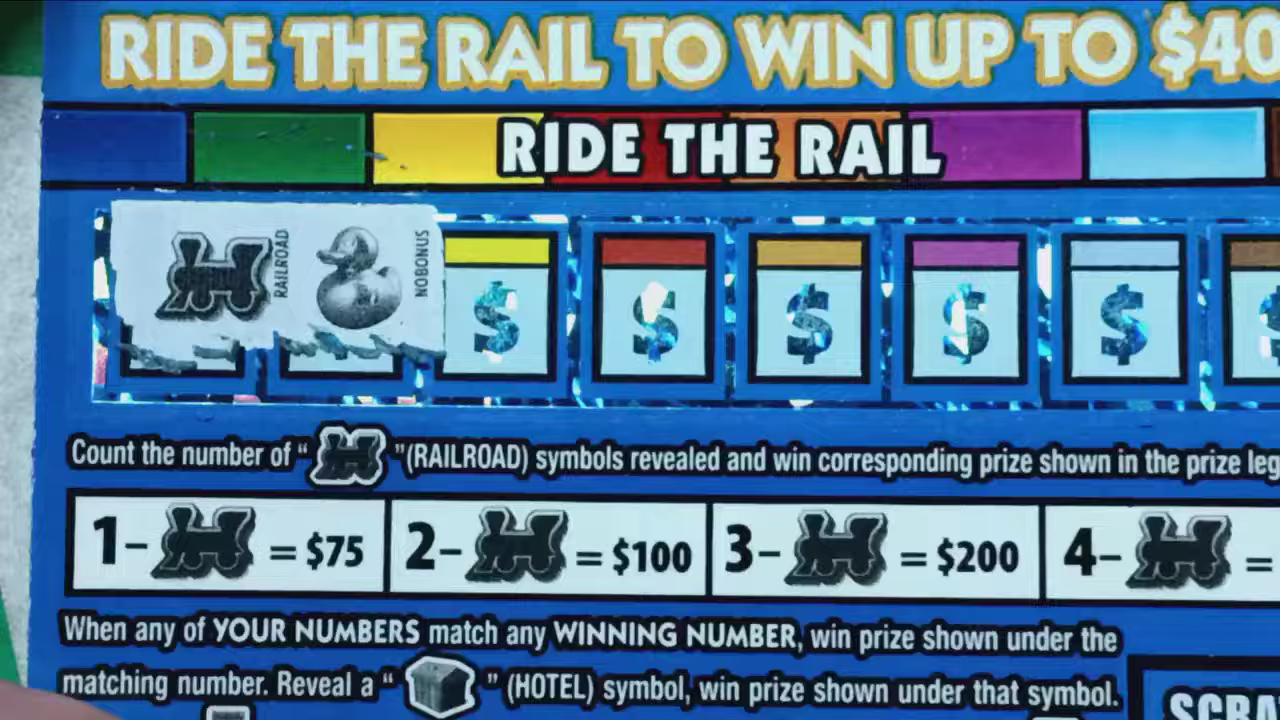 RIDE THE RAIL TO WIN UP TO $40
RIDE THE RAIL
RAILROAD
NOBONUS
$ $ $ $ $
Count the number of " " (RAILROAD) symbols revealed and win corresponding prize shown in the prize leg
1- = $75 2- = $100 3- = $200 4- =
When any of YOUR NUMBERS match any WINNING NUMBER, win prize shown under the
matching number. Reveal a " " (HOTEL) symbol, win prize shown under that symbol.
SCRA